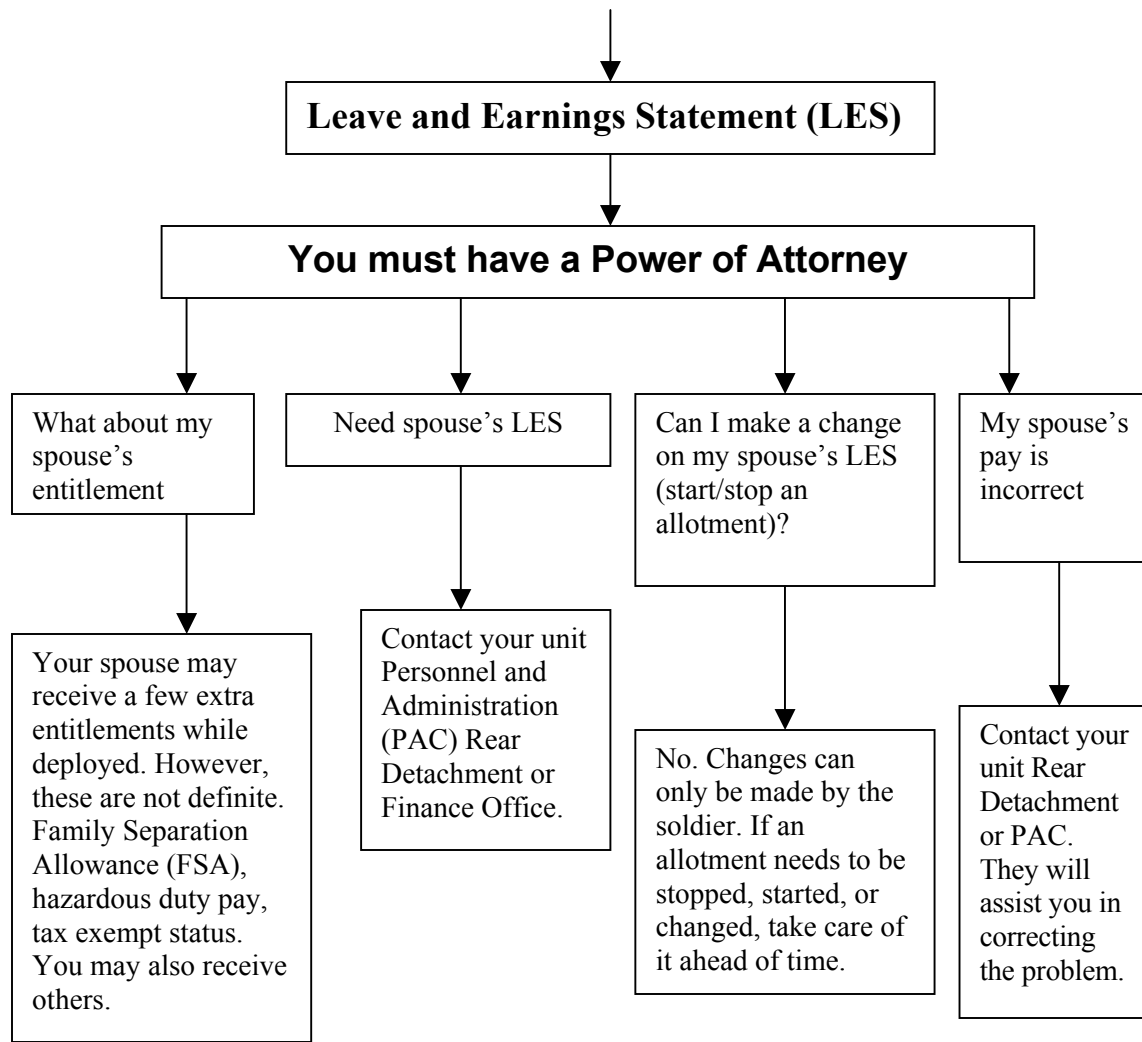 Leave and Earnings Statement (LES)
You must have a Power of Attorney
What about my
spouse's
entitlement
Need spouse's LES
Can I make a change
on my spouse's LES
(start/stop an
allotment)?
My spouse's
pay is
incorrect
Your spouse may
receive a few extra
entitlements while
deployed. However,
these are not definite.
Family Separation
Allowance (FSA),
hazardous duty pay,
tax exempt status.
You may also receive
others.
Contact your unit
Personnel and
Administration
(PAC) Rear
Detachment or
Finance Office.
No. Changes can
only be made by the
soldier. If an
allotment needs to be
stopped, started, or
changed, take care of
it ahead of time.
Contact your
unit Rear
Detachment
or PAC.
They will
assist you in
correcting
the problem.